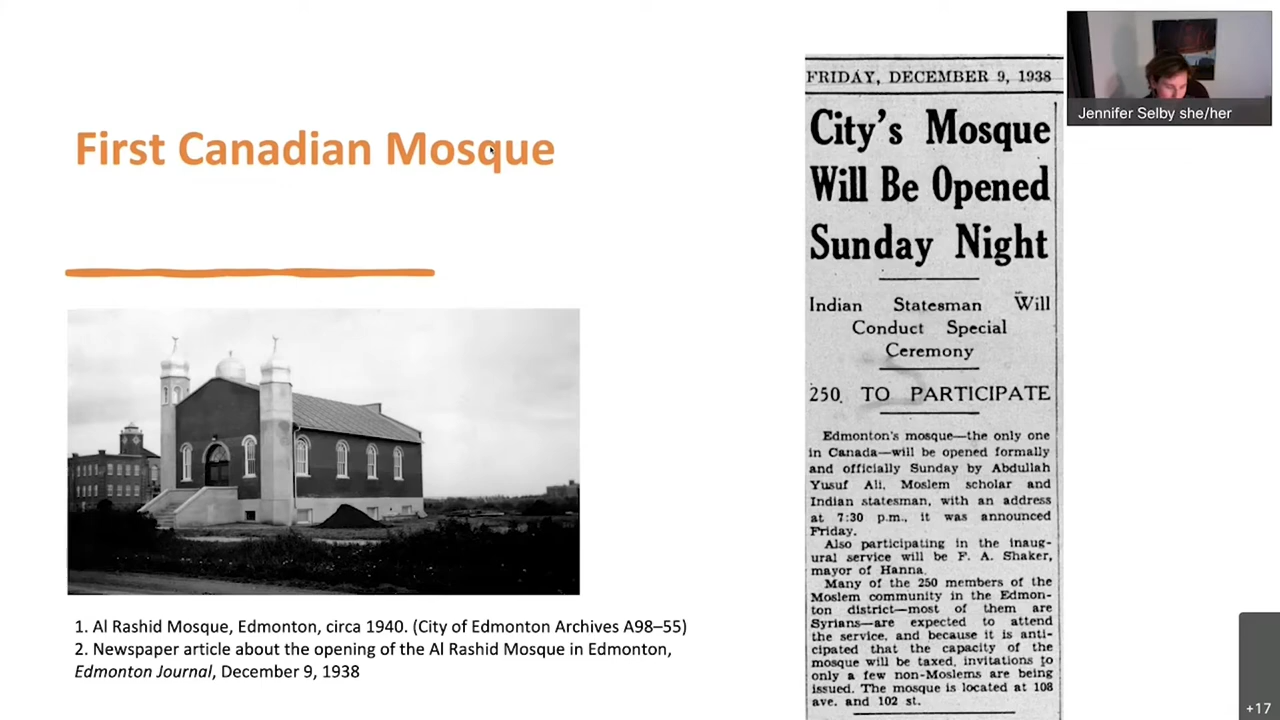 First Canadian Mosque
1. Al Rashid Mosque, Edmonton, circa 1940. (City of Edmonton Archives A98–55)
2. Newspaper article about the opening of the Al Rashid Mosque in Edmonton,
Edmonton Journal, December 9, 1938
FRIDAY, DECEMBER 9, 1938
City's Mosque
Will Be Opened
Sunday Night
Indian Statesman Will
Conduct Special
Ceremony
250 TO PARTICIPATE
Edmonton's mosque—the only one
in Canada—will be opened formally
and officially Sunday by Abdullah
Yusuf Ali, Moslem scholar and
Indian statesman, with an address
at 7:30 p.m., it was announced
Friday.
Also participating in the inaug-
ural service will be F. A. Shaker,
mayor of Hanna.
Many of the 250 members of the
Moslem community in the Edmon-
ton district—most of them are
Syrians—are expected to attend
the service, and because it is anti-
cipated that the capacity of the
mosque will be taxed, invitations to
only a few non-Moslems are being
issued. The mosque is located at 108
ave. and 102 st.
Jennifer Selby she/her
+17